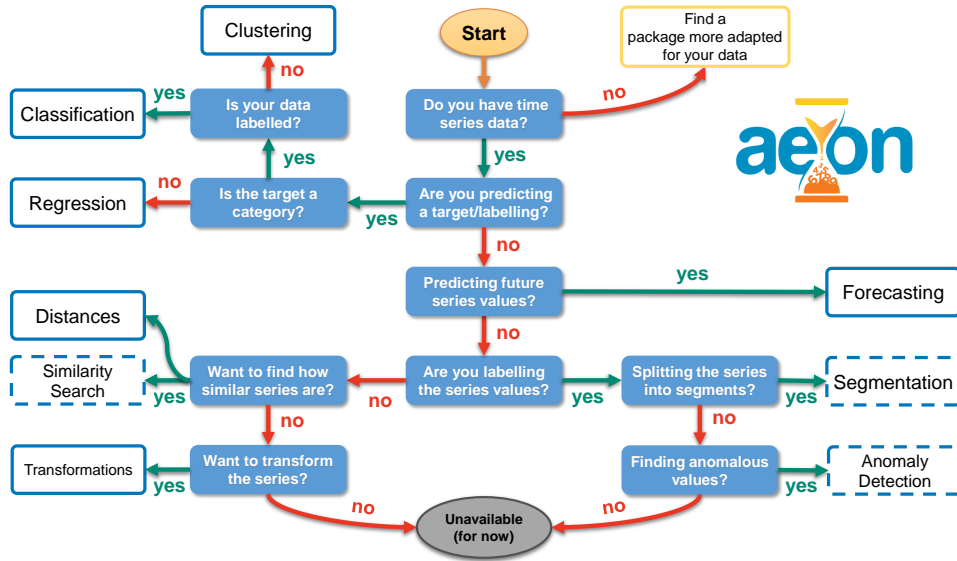 Clustering
Start
Find a
package more adapted
for your data
no
no
yes
Classification
Is your data
labelled?
Do you have time
series data?
aeon
yes
yes
no
Regression
Is the target a
category?
yes
Are you predicting
a target/labelling?
no
Predicting future
series values?
yes
Forecasting
Distances
no
Similarity
Search
yes
Want to find how
similar series are?
no
Are you labelling
the series values?
yes
Splitting the series
into segments?
yes
Segmentation
no
no
Transformations
yes
Want to transform
the series?
Finding anomalous
values?
yes
Anomaly
Detection
no
no
Unavailable
(for now)